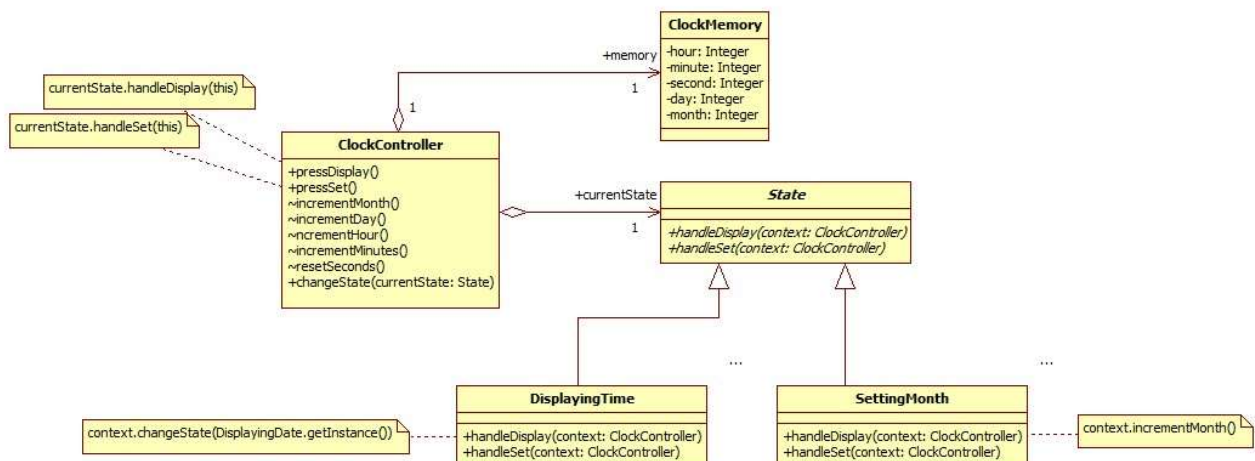 ClockMemory
-hour: Integer
-minute: Integer
-second: Integer
-day: Integer
-month: Integer
+memory
1
1
currentState.handleDisplay(this)
currentState.handleSet(this)
ClockController
+pressDisplay()
+pressSet()
~incrementMonth()
~incrementDay()
~ncrementHour()
~incrementMinutes()
~resetSeconds()
+changeState(currentState: State)
+currentState
1
State
+handleDisplay(context: ClockController)
+handleSet(context: ClockController)
...
...
DisplayingTime
+handleDisplay(context: ClockController)
+handleSet(context: ClockController)
context.changeState(DisplayingDate.getInstance())
SettingMonth
+handleDisplay(context: ClockController)
+handleSet(context: ClockController)
context.incrementMonth()